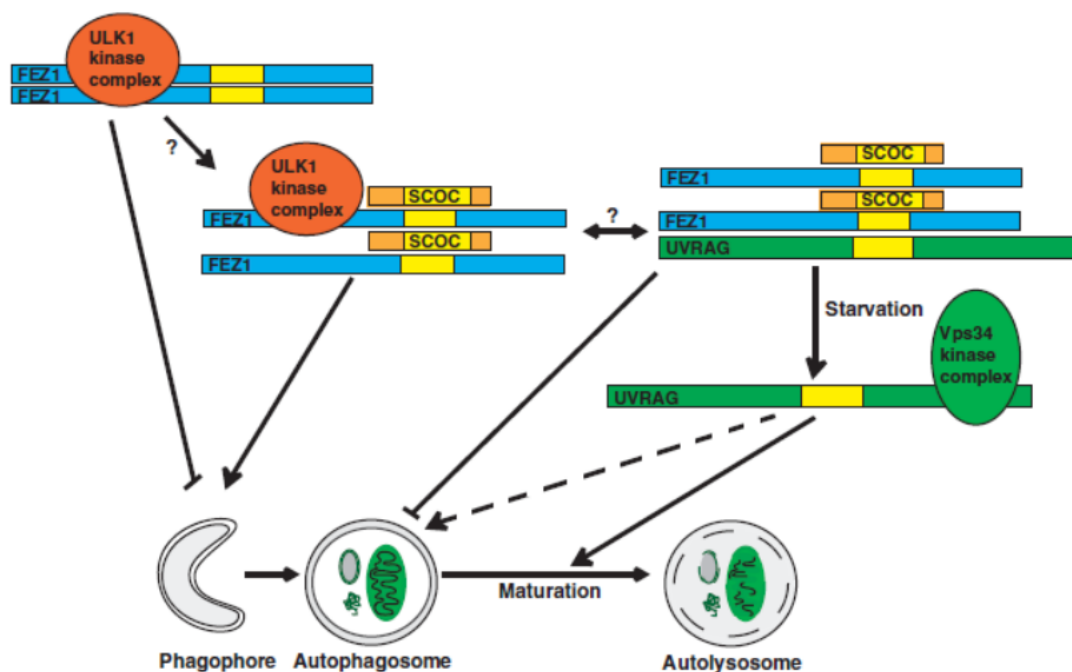 ULK1
kinase
complex
FEZ1
FEZ1
?
ULK1
kinase
complex
SCOC
FEZ1
SCOC
FEZ1
?
SCOC
FEZ1
SCOC
FEZ1
UVRAG
Starvation
Vps34
kinase
complex
UVRAG
Maturation
Phagophore
Autophagosome
Autolysosome